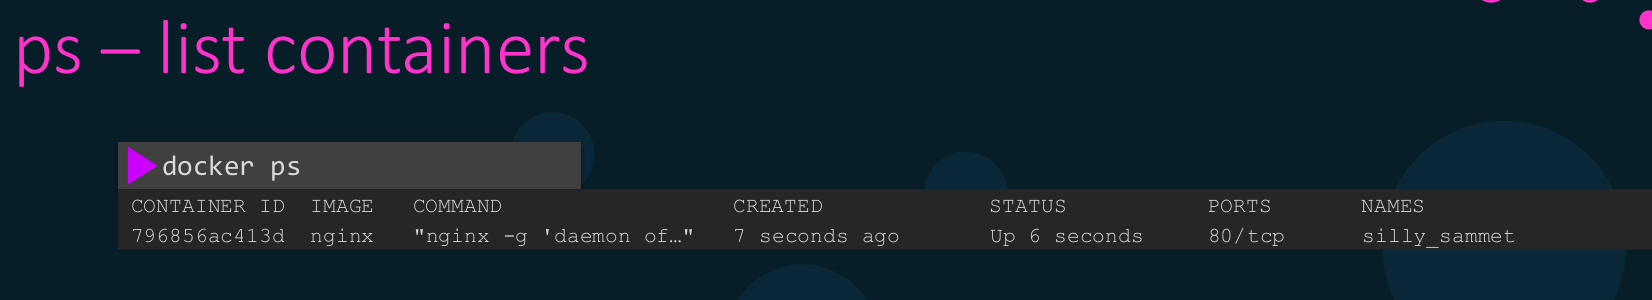 ps – list containers
docker ps
CONTAINER ID IMAGE COMMAND CREATED STATUS PORTS NAMES
796856ac413d nginx "nginx -g 'daemon of…" 7 seconds ago Up 6 seconds 80/tcp silly_sammet